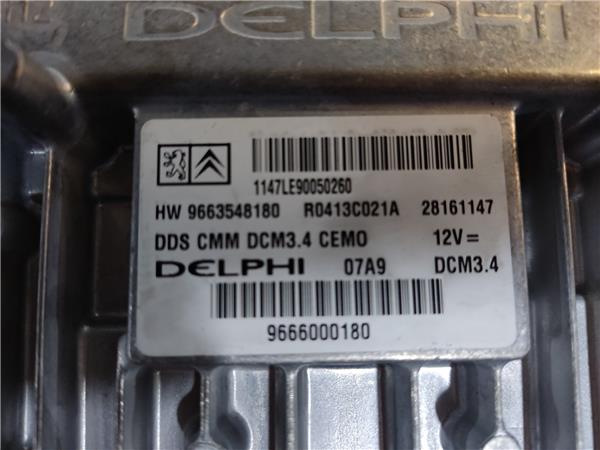 DELPHI
1147LE90050260
HW 9663548180 R0413C021A 28161147
DDS CMM DCM3.4 CEMO 12V=
DELPHI 07A9 DCM3.4
9666000180